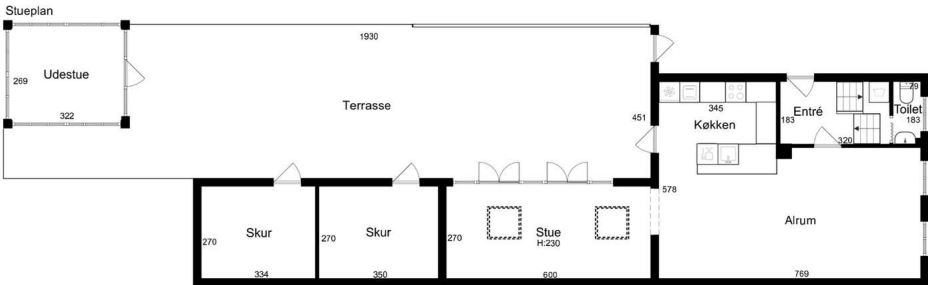 Stueplan
1930
Udestue
269
322
Terrasse
451
345
Køkken
Entré
183
320
79
Toilet
183
578
Skur
270
334
Skur
270
350
Stue
H:230
270
600
Alrum
769